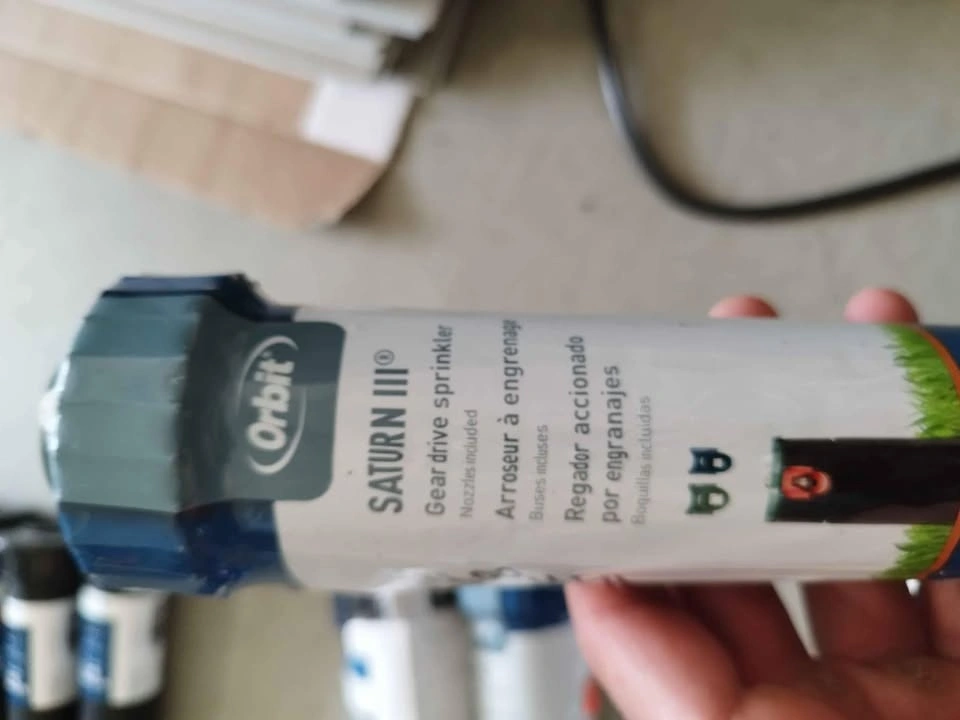 Orbit®
SATURN III®
Gear drive sprinkler
Nozzles included
Arroseur à engrenage
Buses incluses
Regador accionado
por engranajes
Boquillas incluidas